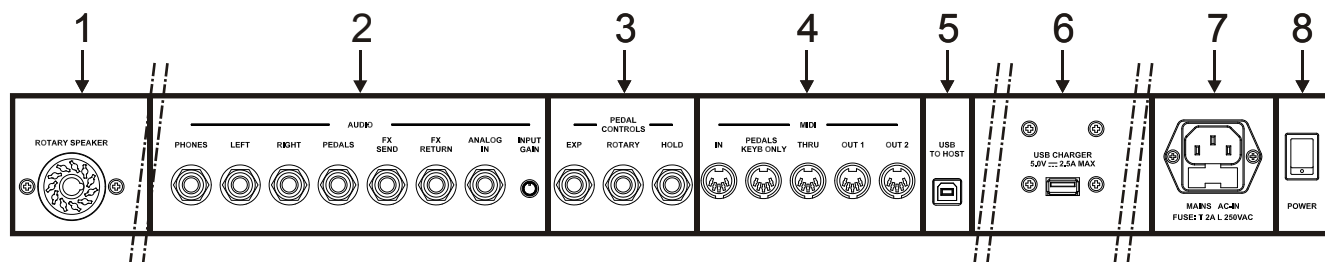 1 2 3 4 5 6 7 8
ROTARY SPEAKER
AUDIO
PHONES LEFT RIGHT PEDALS FX SEND FX RETURN ANALOG IN INPUT GAIN
PEDAL
CONTROLS
EXP ROTARY HOLD
MIDI
IN PEDALS KEYB ONLY THRU OUT 1 OUT 2
USB
TO HOST
USB CHARGER
5,0V ⎓ 2,5A MAX
MAINS AC-IN
FUSE: T 2A L 250VAC
POWER